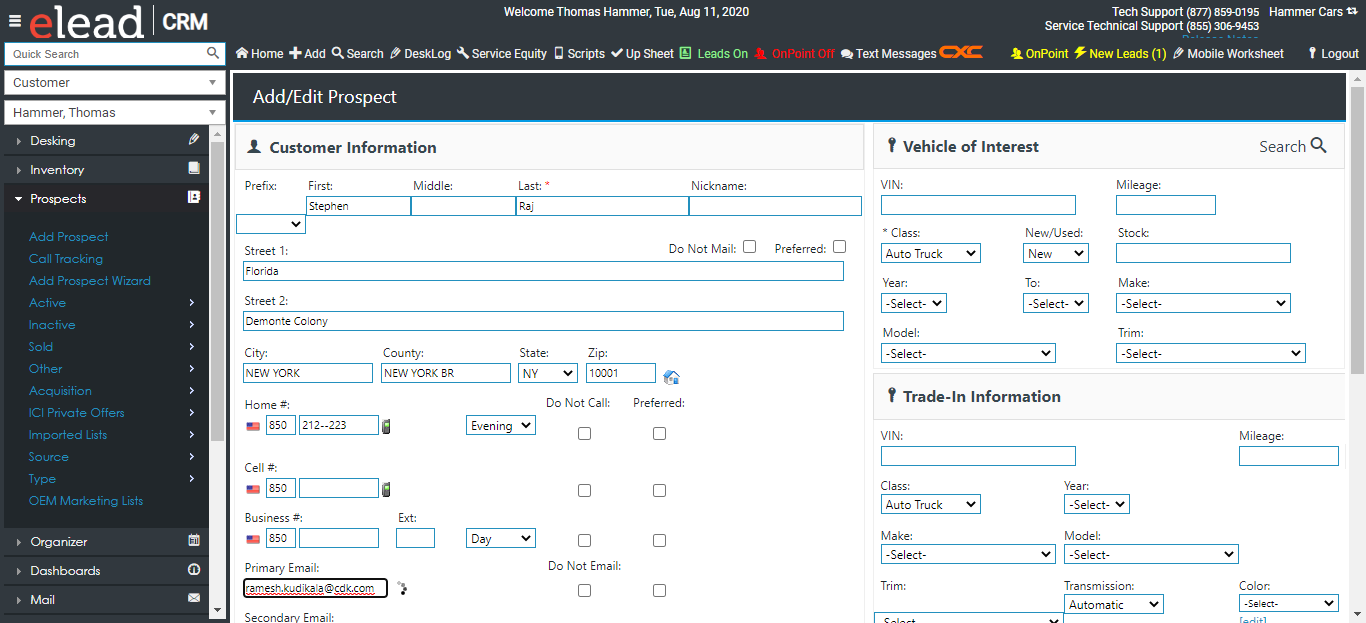 elead CRM
Welcome Thomas Hammer, Tue, Aug 11, 2020
Tech Support (877) 859-0195 Hammer Cars
Service Technical Support (855) 306-9453
Release Notes
Quick Search
Home Add Search DeskLog Service Equity Scripts Up Sheet Leads On OnPoint Off Text Messages CXC OnPoint New Leads (1) Mobile Worksheet Logout
Customer
Hammer, Thomas
Desking
Inventory
Prospects
Add Prospect
Call Tracking
Add Prospect Wizard
Active
Inactive
Sold
Other
Acquisition
ICI Private Offers
Imported Lists
Source
Type
OEM Marketing Lists
Organizer
Dashboards
Mail
Add/Edit Prospect
Customer Information
Prefix: First: Middle: Last: * Nickname:
Stephen Raj
Street 1: Do Not Mail: Preferred:
Florida
Street 2:
Demonte Colony
City: County: State: Zip:
NEW YORK NEW YORK BR NY 10001
Home #: Do Not Call: Preferred:
850 212--223 Evening
Cell #:
850
Business #: Ext:
850 Day
Primary Email: Do Not Email:
ramesh.kudikala@cdk.com
Secondary Email:
Vehicle of Interest Search
VIN: Mileage:
* Class: New/Used: Stock:
Auto Truck New
Year: To: Make:
-Select- -Select- -Select-
Model: Trim:
-Select- -Select-
Trade-In Information
VIN: Mileage:
Class: Year:
Auto Truck -Select-
Make: Model:
-Select- -Select-
Trim: Transmission: Color:
-Select- Automatic -Select-
[edit]